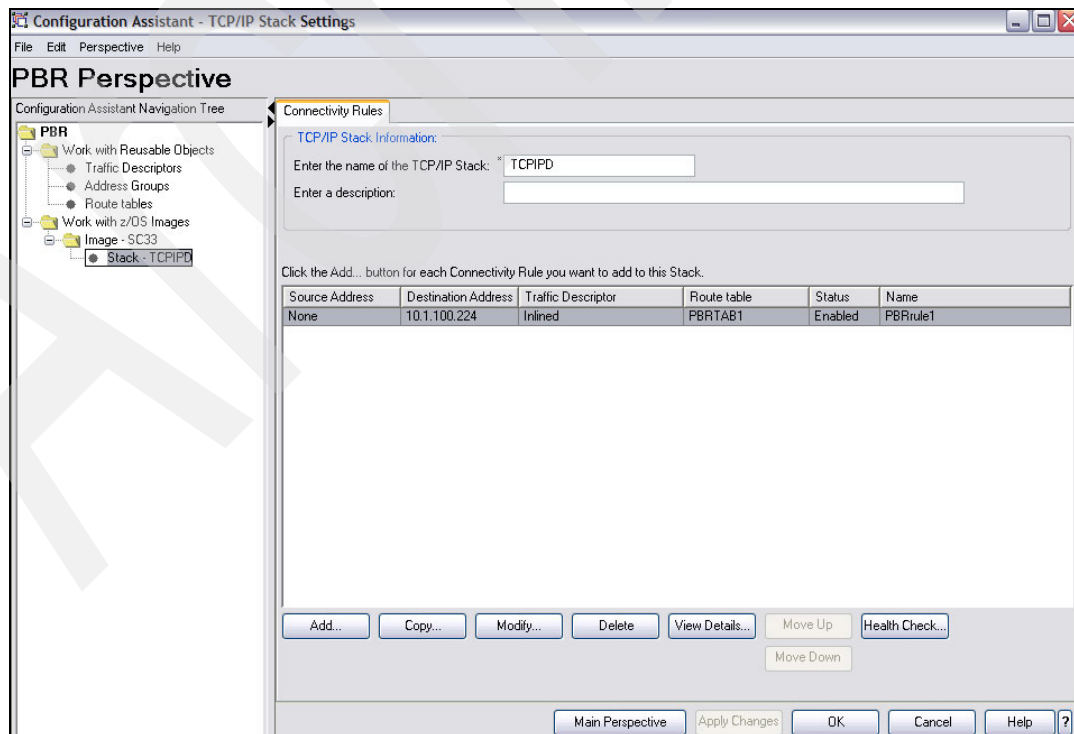 Configuration Assistant - TCP/IP Stack Settings
File Edit Perspective Help
PBR Perspective
Configuration Assistant Navigation Tree
PBR
Work with Reusable Objects
Traffic Descriptors
Address Groups
Route tables
Work with z/OS Images
Image - SC33
Stack - TCPIPD
Connectivity Rules
TCP/IP Stack Information:
Enter the name of the TCP/IP Stack: * TCPIPD
Enter a description:
Click the Add... button for each Connectivity Rule you want to add to this Stack.
Source Address Destination Address Traffic Descriptor Route table Status Name
None 10.1.100.224 Inlined PBRTAB1 Enabled PBRrule1
Add... Copy... Modify... Delete View Details... Move Up Health Check...
Move Down
Main Perspective Apply Changes OK Cancel Help ?